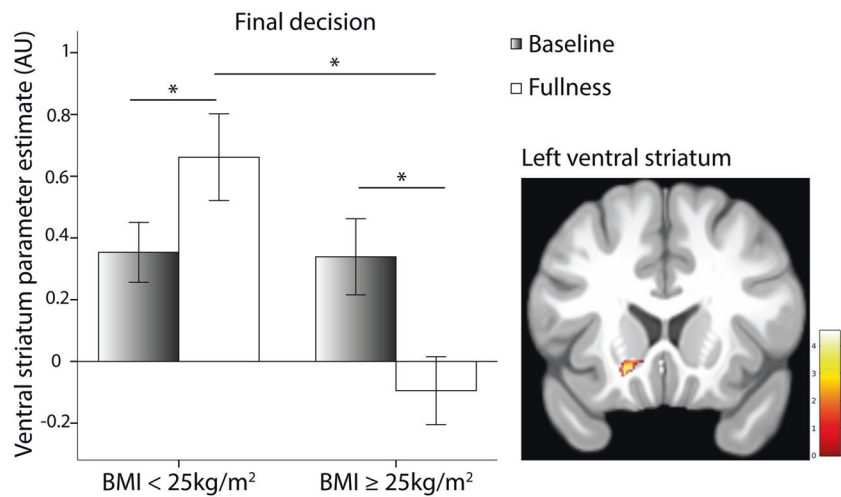 Final decision
Ventral striatum parameter estimate (AU)
1
0.8
0.6
0.4
0.2
0
-0.2
*
*
*
BMI < 25kg/m²
BMI ≥ 25kg/m²
Baseline
Fullness
Left ventral striatum
4
3
2
1
0